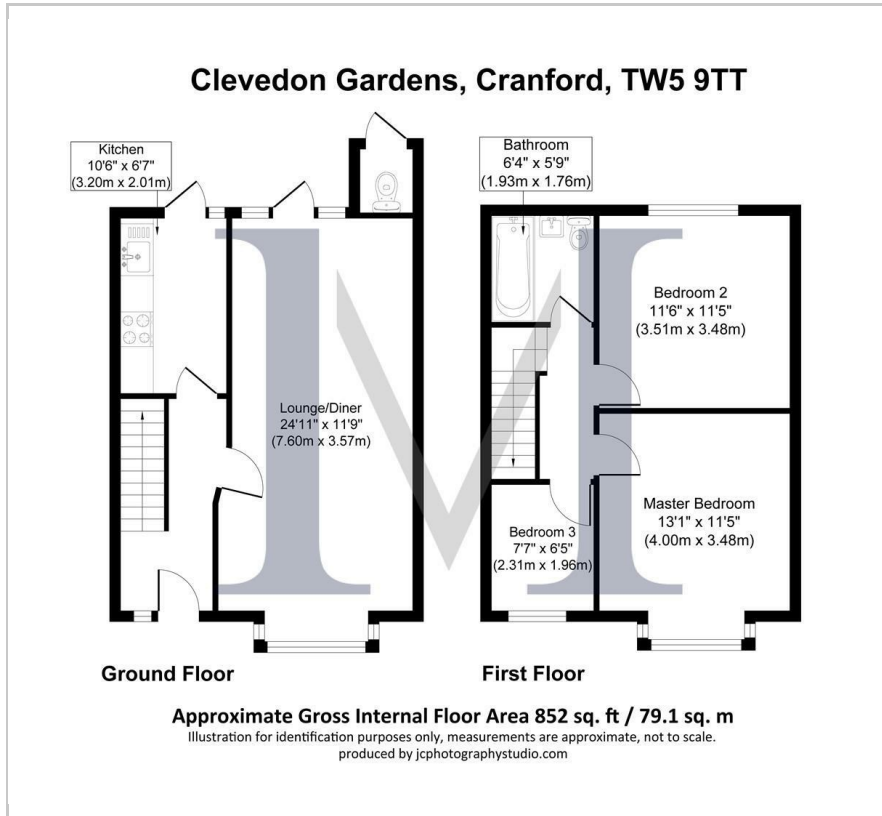 Clevedon Gardens, Cranford, TW5 9TT
Kitchen
10'6" x 6'7"
(3.20m x 2.01m)
Lounge/Diner
24'11" x 11'9"
(7.60m x 3.57m)
Ground Floor
Bathroom
6'4" x 5'9"
(1.93m x 1.76m)
Bedroom 2
11'6" x 11'5"
(3.51m x 3.48m)
Master Bedroom
13'1" x 11'5"
(4.00m x 3.48m)
Bedroom 3
7'7" x 6'5"
(2.31m x 1.96m)
First Floor
Approximate Gross Internal Floor Area 852 sq. ft / 79.1 sq. m
Illustration for identification purposes only, measurements are approximate, not to scale.
produced by jcphotographystudio.com
IVI